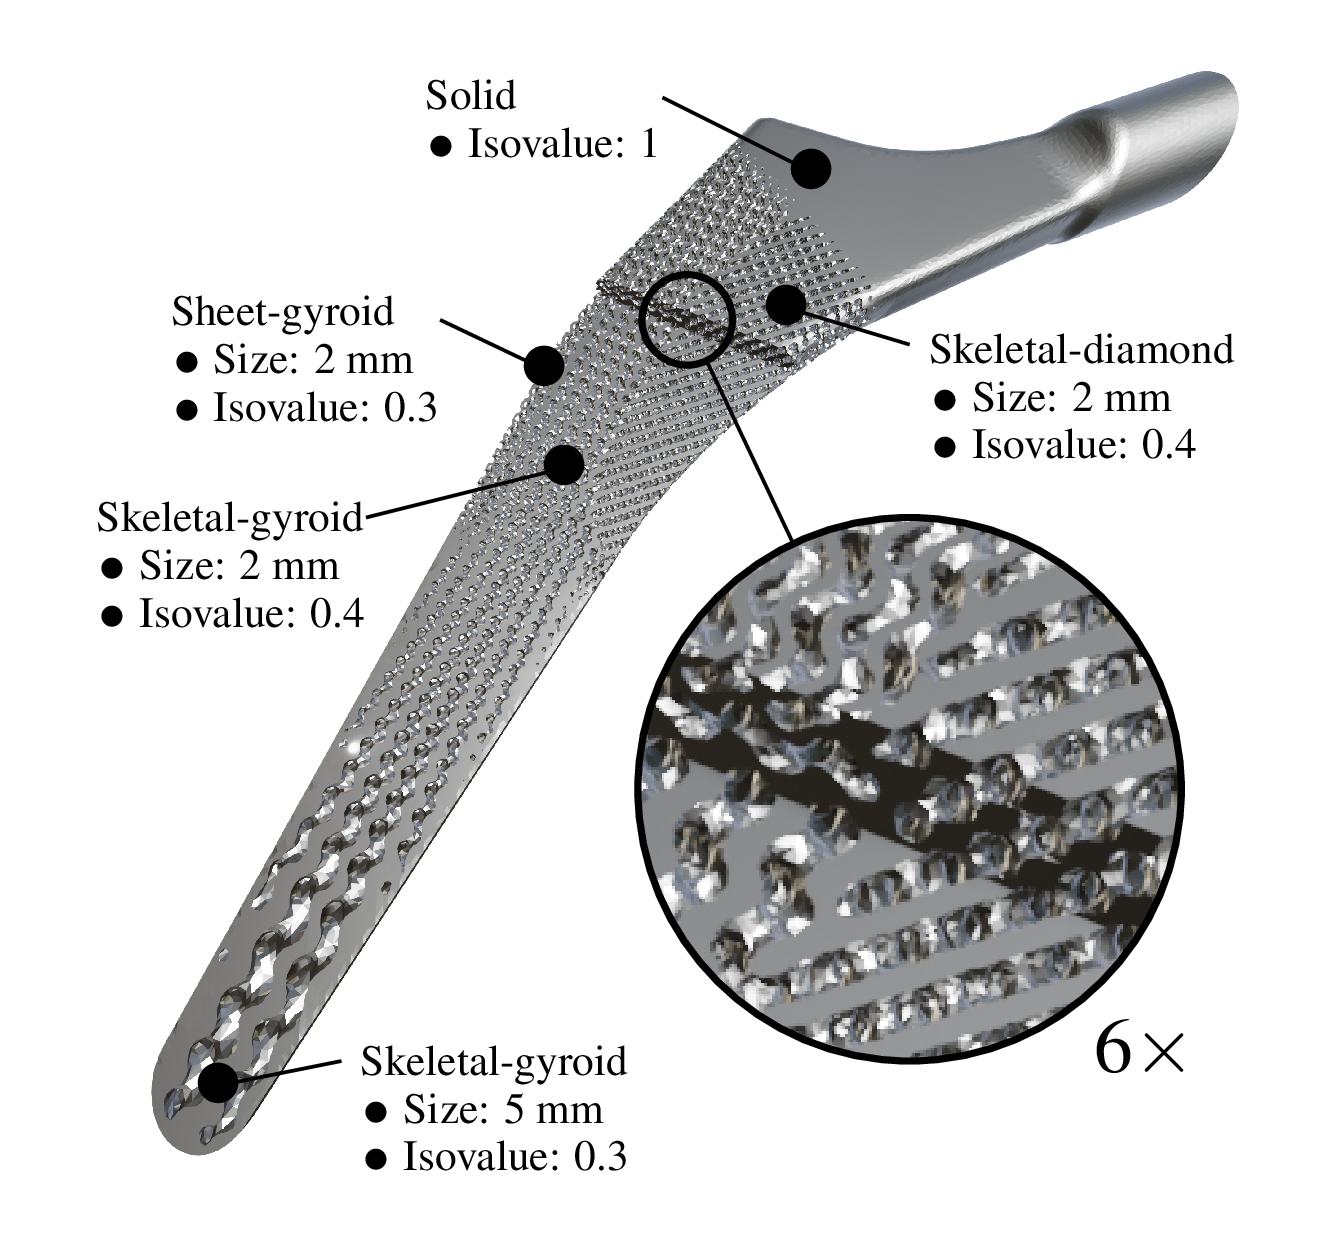 Solid
● Isovalue: 1
Sheet-gyroid
● Size: 2 mm
● Isovalue: 0.3
Skeletal-diamond
● Size: 2 mm
● Isovalue: 0.4
Skeletal-gyroid
● Size: 2 mm
● Isovalue: 0.4
6×
Skeletal-gyroid
● Size: 5 mm
● Isovalue: 0.3